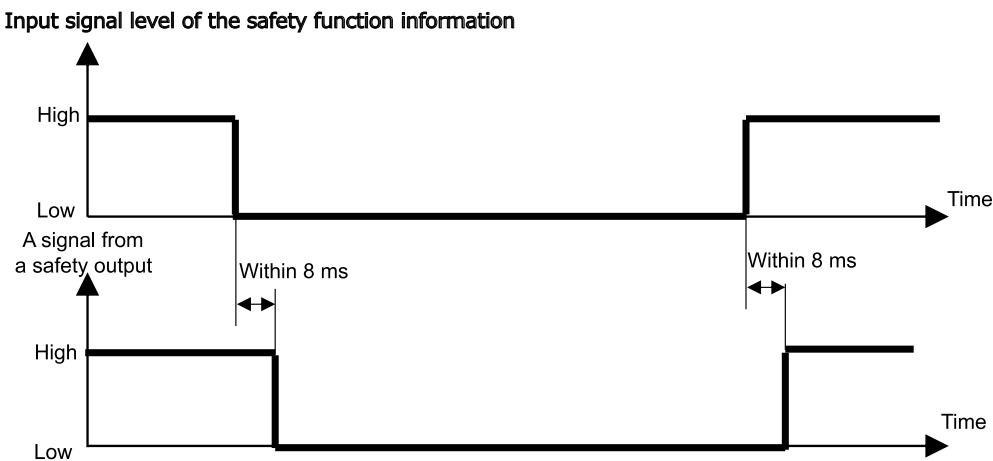 Input signal level of the safety function information
High
Low
Time
A signal from
a safety output
Within 8 ms
Within 8 ms
High
Low
Time